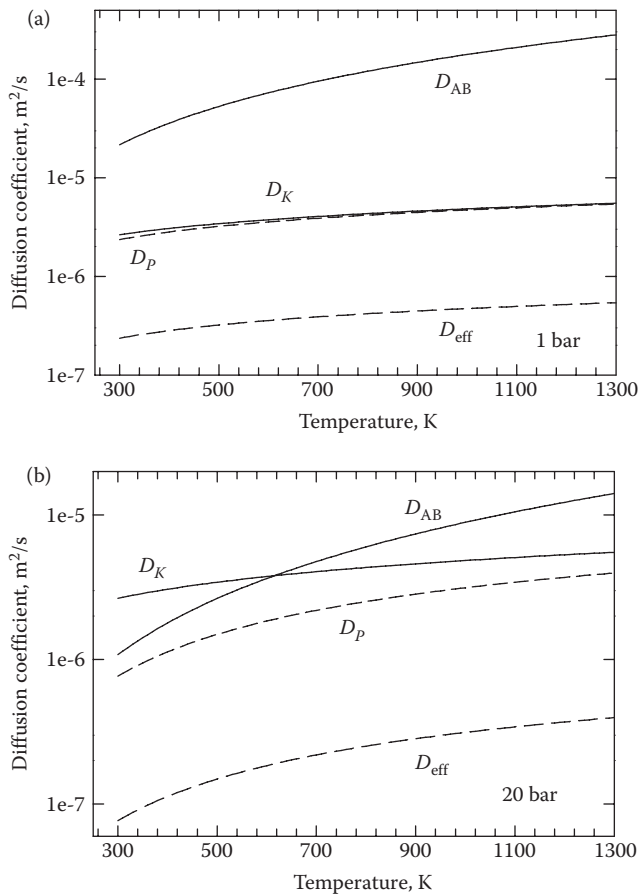 (a)
Diffusion coefficient, m²/s
1e-4
1e-5
1e-6
1e-7
D_AB
D_K
D_P
D_eff
1 bar
300 500 700 900 1100 1300
Temperature, K
(b)
Diffusion coefficient, m²/s
1e-5
1e-6
1e-7
D_AB
D_K
D_P
D_eff
20 bar
300 500 700 900 1100 1300
Temperature, K